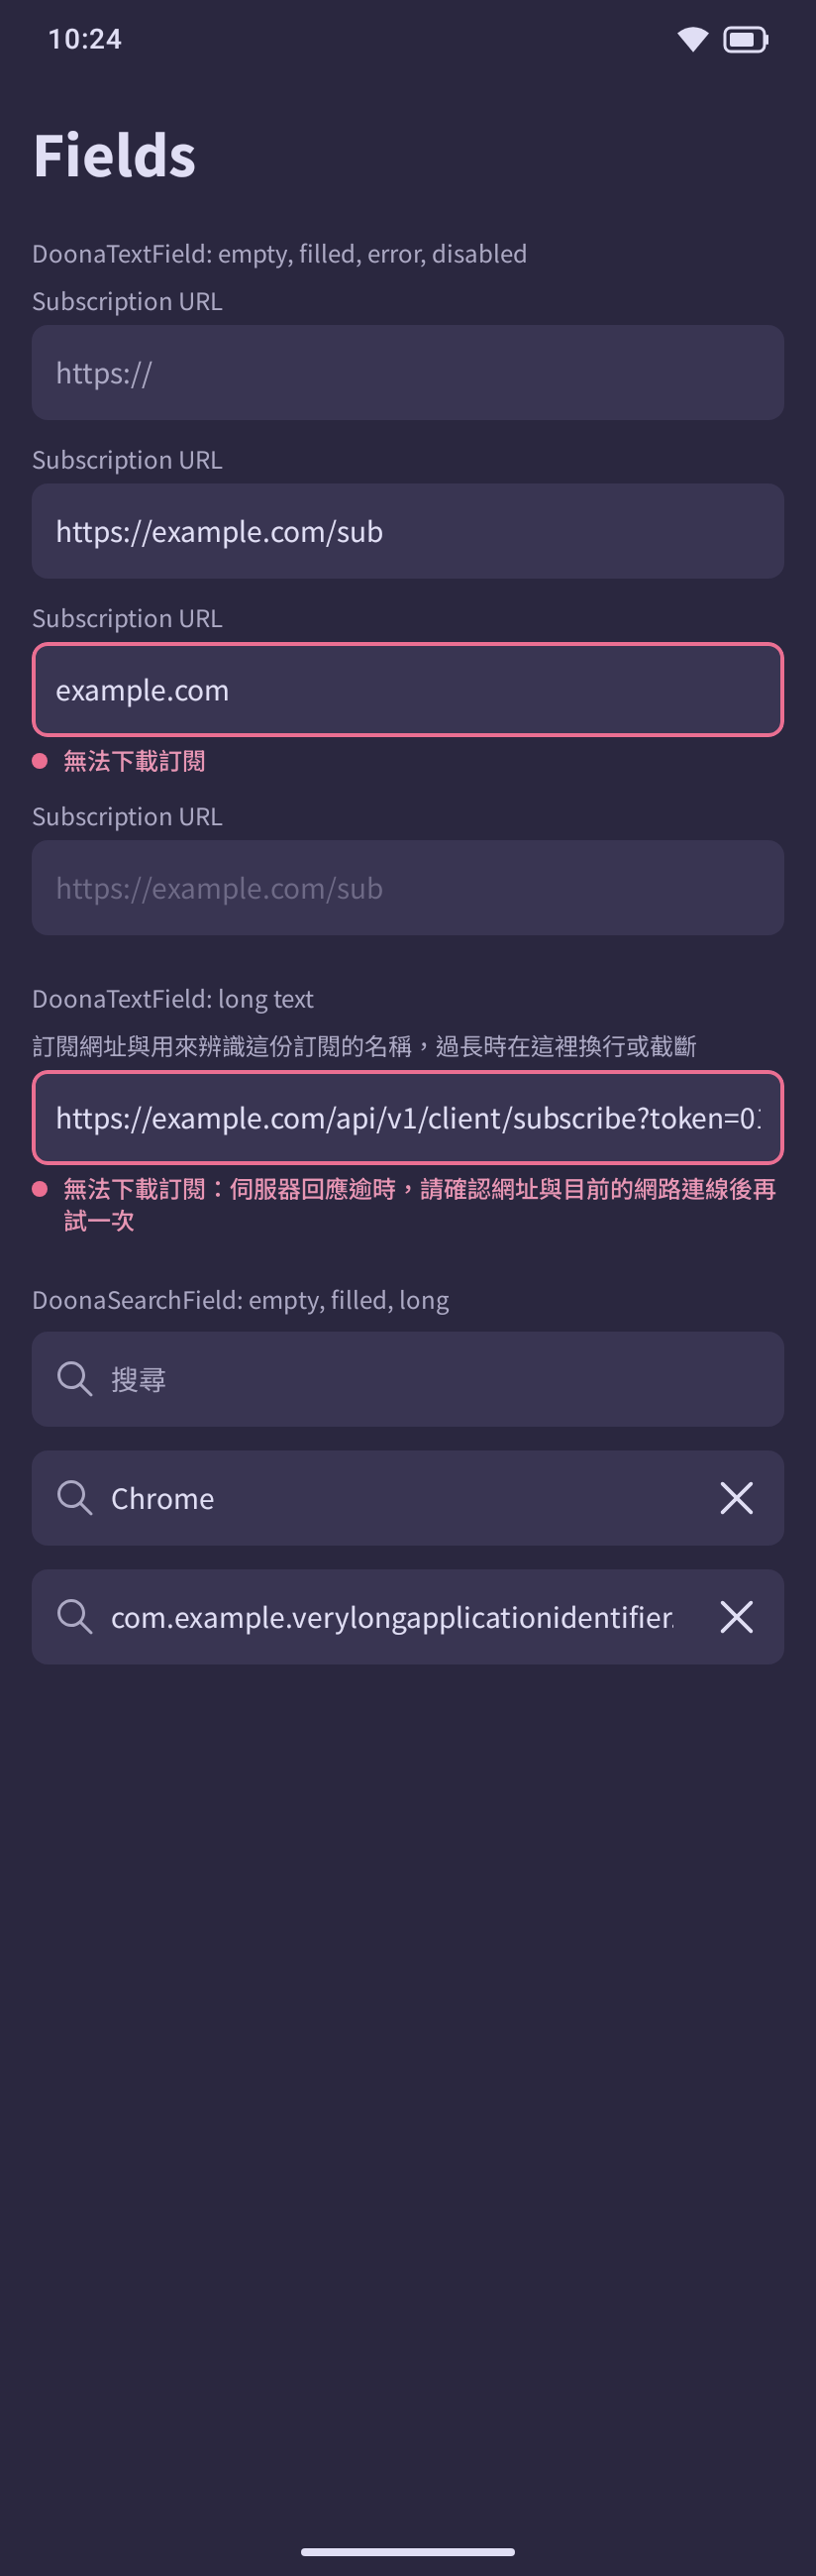 10:24
Fields
DoonaTextField: empty, filled, error, disabled
Subscription URL
https://
Subscription URL
https://example.com/sub
Subscription URL
example.com
無法下載訂閱
Subscription URL
https://example.com/sub
DoonaTextField: long text
訂閱網址與用來辨識這份訂閱的名稱，過長時在這裡換行或截斷
https://example.com/api/v1/client/subscribe?token=01
無法下載訂閱：伺服器回應逾時，請確認網址與目前的網路連線後再
試一次
DoonaSearchField: empty, filled, long
搜尋
Chrome
com.example.verylongapplicationidentifier.